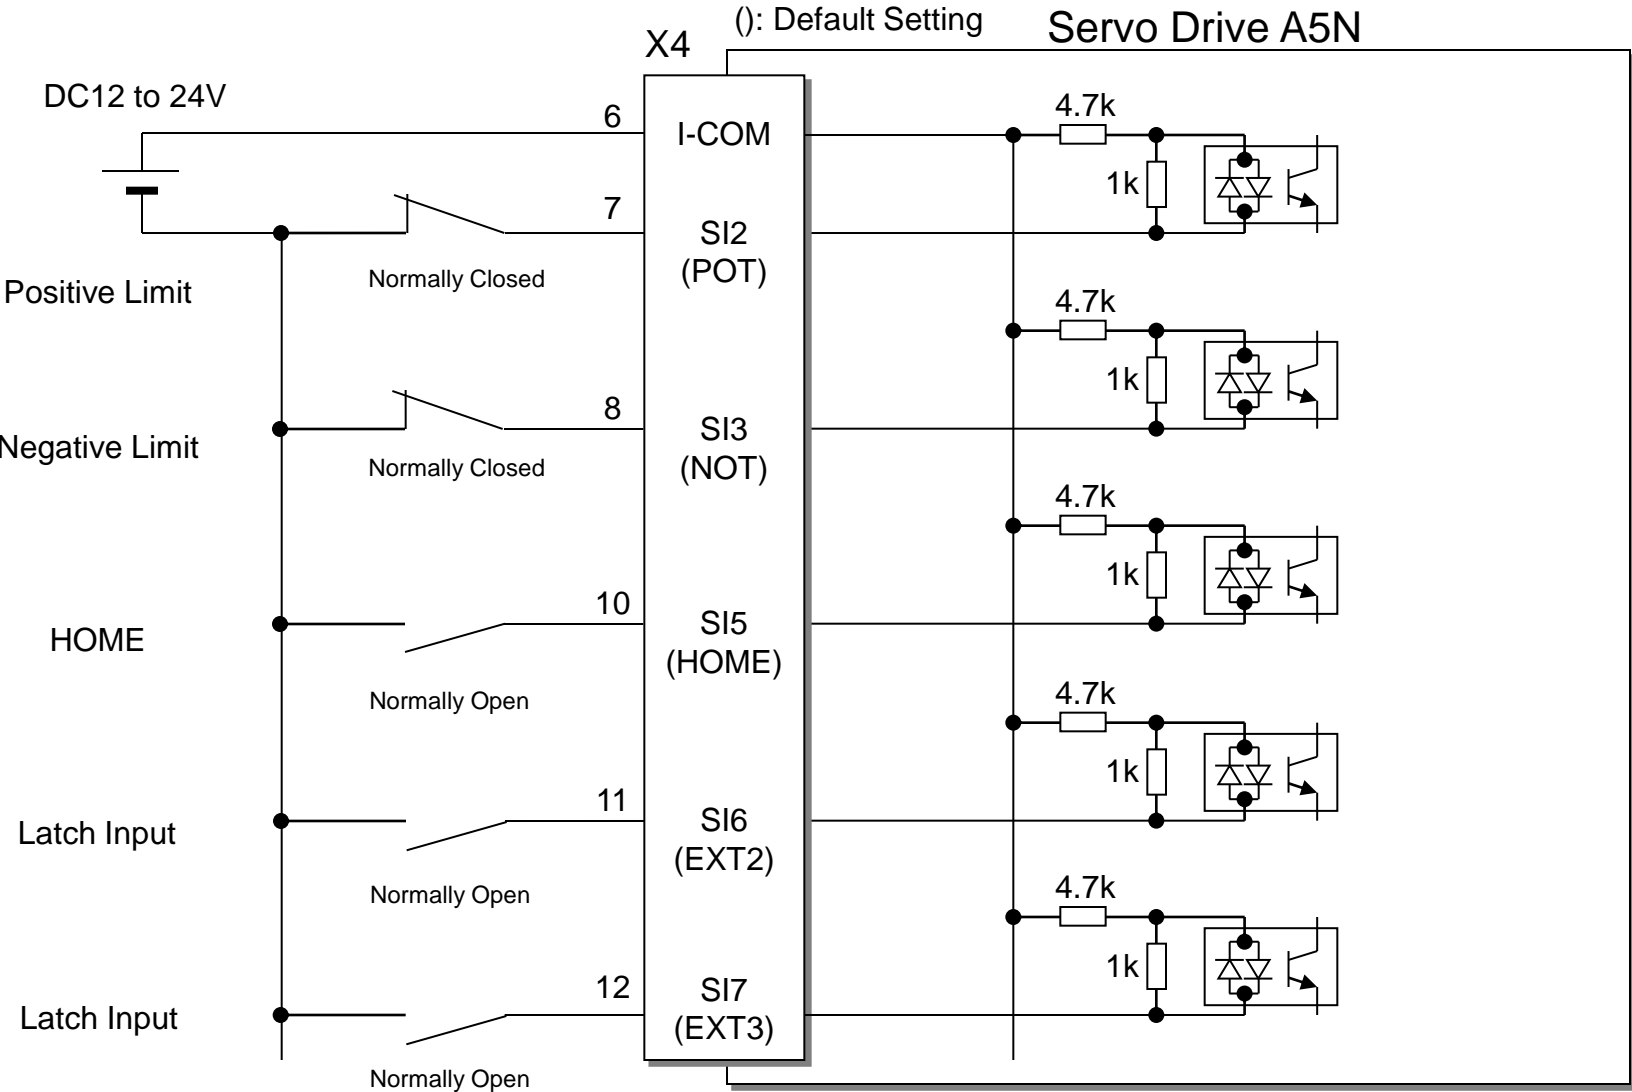 (): Default Setting
Servo Drive A5N
X4
DC12 to 24V
6
I-COM
4.7k
1k
7
SI2
(POT)
Normally Closed
Positive Limit
4.7k
1k
8
SI3
(NOT)
Negative Limit
Normally Closed
4.7k
1k
10
SI5
(HOME)
HOME
Normally Open
4.7k
1k
11
SI6
(EXT2)
Latch Input
Normally Open
4.7k
1k
12
SI7
(EXT3)
Latch Input
Normally Open